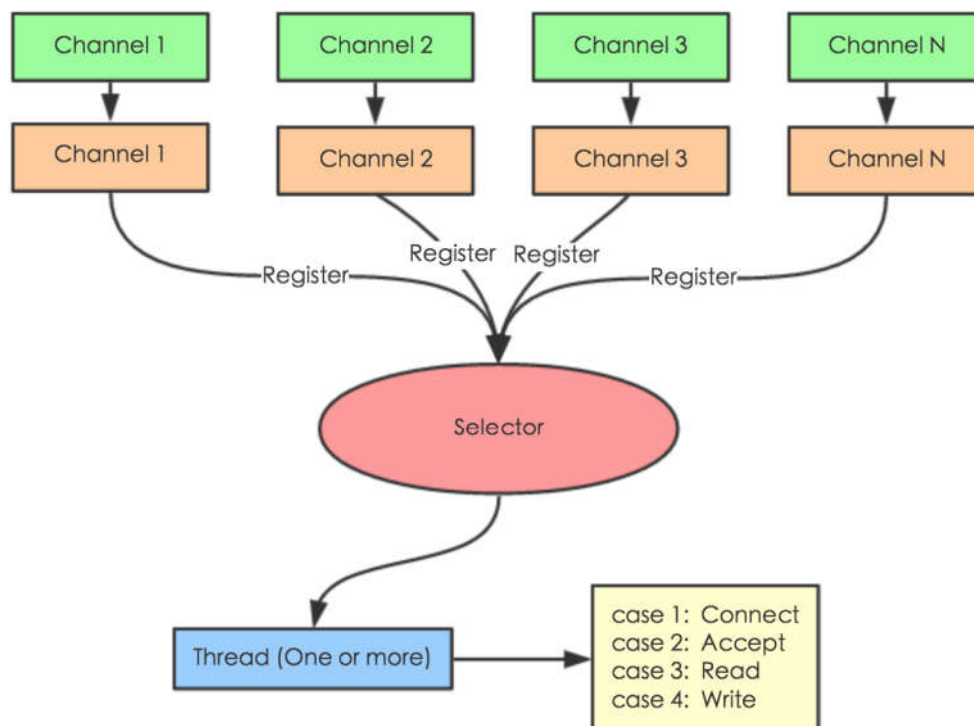 Channel 1
Channel 2
Channel 3
Channel N
Channel 1
Channel 2
Channel 3
Channel N
Register
Register
Register
Register
Selector
Thread (One or more)
case 1: Connect
case 2: Accept
case 3: Read
case 4: Write